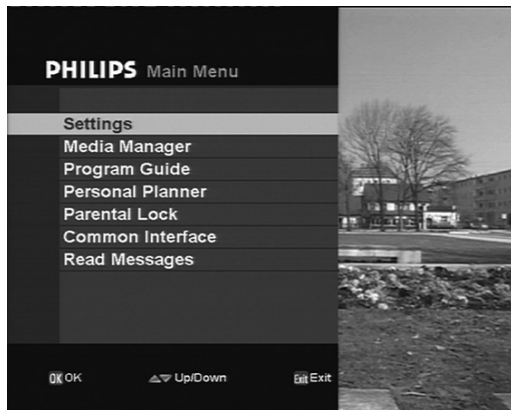 PHILIPS Main Menu
Settings
Media Manager
Program Guide
Personal Planner
Parental Lock
Common Interface
Read Messages
OK OK Up/Down Exit Exit